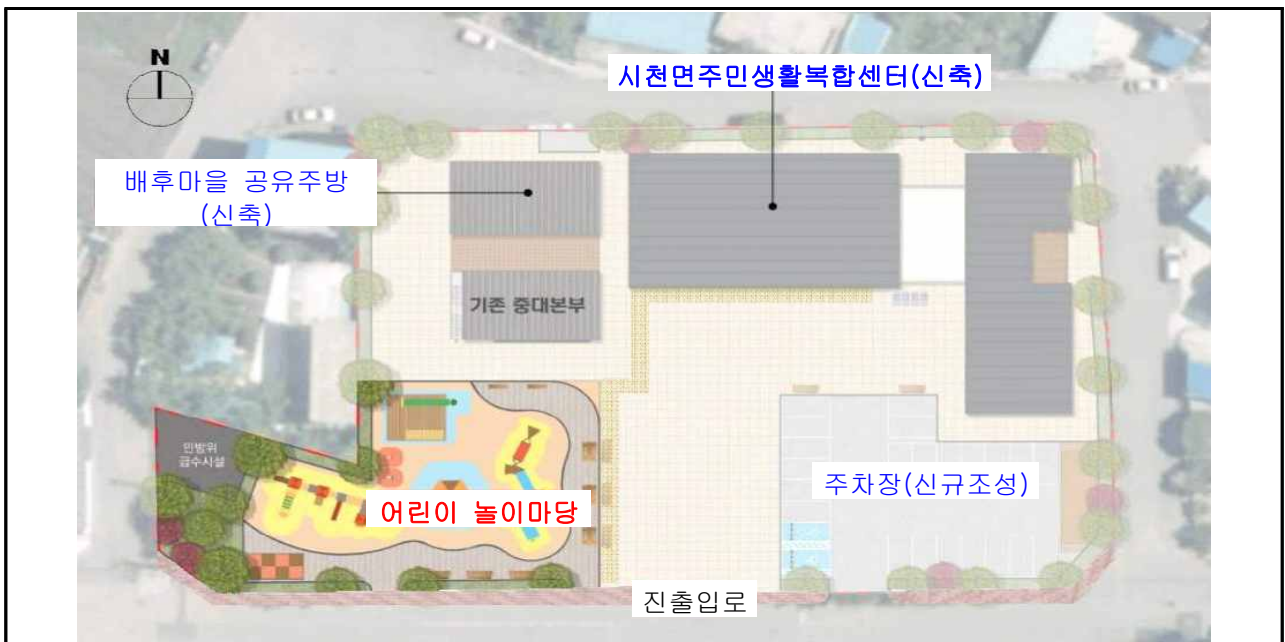 N
시천면주민생활복합센터(신축)
배후마을 공유주방
(신축)
기존 중대본부
민방위
급수시설
어린이 놀이마당
주차장(신규조성)
진출입로